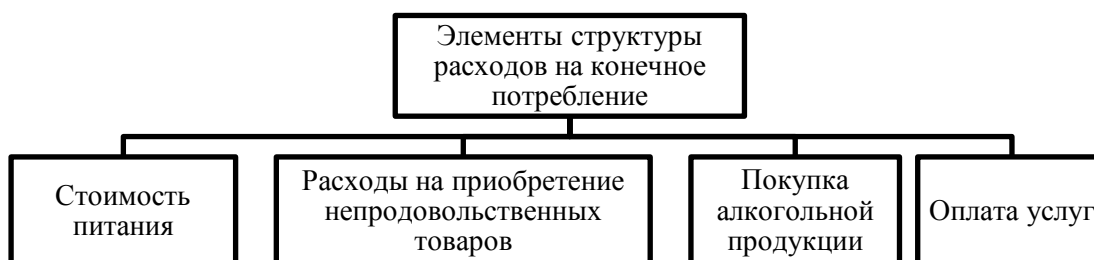 Элементы структуры
расходов на конечное
потребление
Стоимость
питания
Расходы на приобретение
непродовольственных
товаров
Покупка
алкогольной
продукции
Оплата услуг